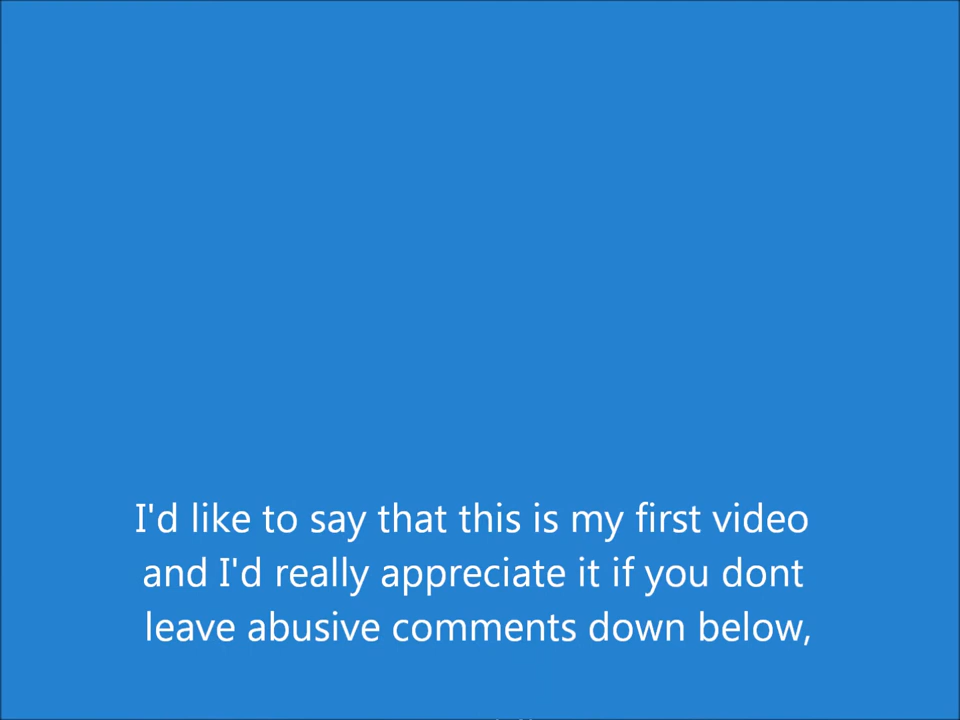 I'd like to say that this is my first video
and I'd really appreciate it if you dont
leave abusive comments down below,